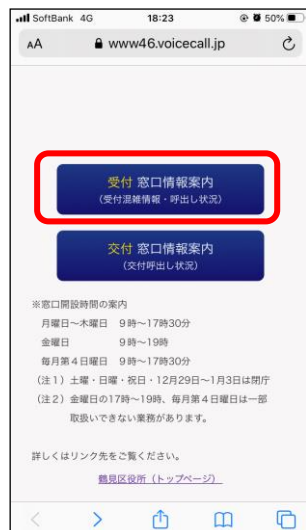 SoftBank 4G 18:23 50%
AA www46.voicecall.jp
受付 窓口情報案内
(受付混雑情報・呼出し状況)
交付 窓口情報案内
(交付呼出し状況)
※窓口開設時間の案内
月曜日~木曜日 9時~17時30分
金曜日 9時~19時
毎月第4日曜日 9時~17時30分
(注1)土曜・日曜・祝日・12月29日~1月3日は閉庁
(注2)金曜日の17時~19時、毎月第4日曜日は一部
取扱いできない業務があります。
詳しくはリンク先をご覧ください。
鶴見区役所(トップページ)